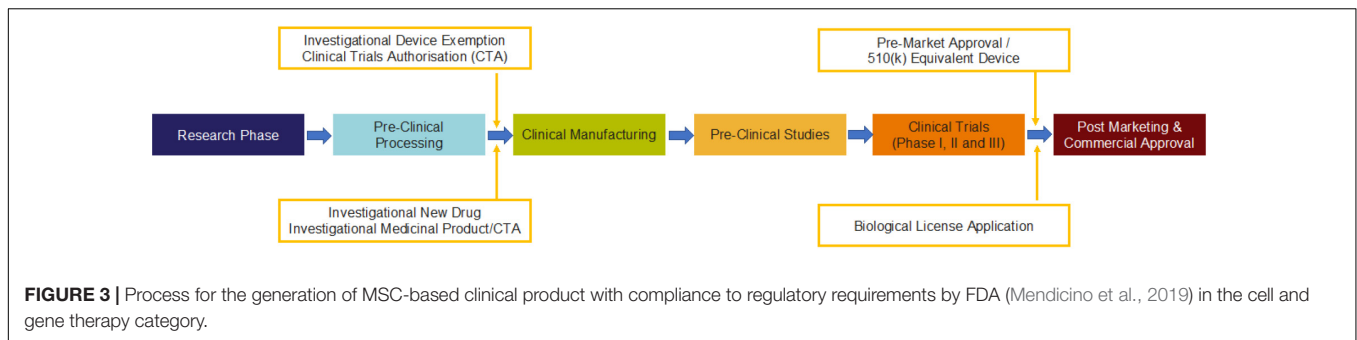 Investigational Device Exemption
Clinical Trials Authorisation (CTA)
Pre-Market Approval /
510(k) Equivalent Device
Research Phase
Pre-Clinical
Processing
Clinical Manufacturing
Pre-Clinical Studies
Clinical Trials
(Phase I, II and III)
Post Marketing &
Commercial Approval
Investigational New Drug
Investigational Medicinal Product/CTA
Biological License Application
FIGURE 3 | Process for the generation of MSC-based clinical product with compliance to regulatory requirements by FDA (Mendicino et al., 2019) in the cell and
gene therapy category.